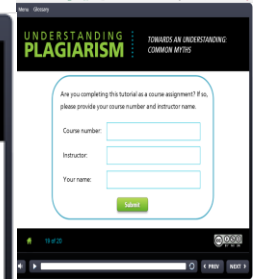 Menu Glossary
UNDERSTANDING
PLAGIARISM
TOWARDS AN UNDERSTANDING:
COMMON MYTHS
Are you completing this tutorial as a course assignment? If so,
please provide your course number and instructor name.
Course number:
Instructor:
Your name:
Submit
19 of 20
< PREV
NEXT >